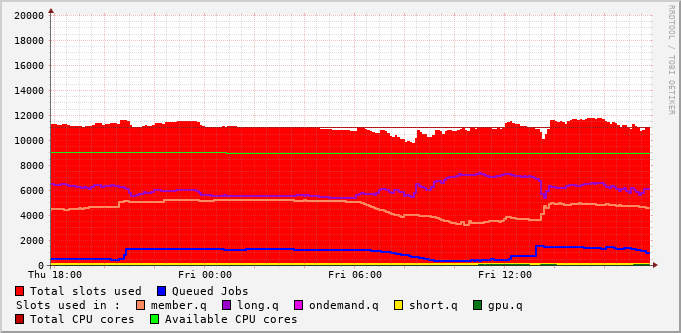 RRDTOOL / TOBI OETIKER
20000
18000
16000
14000
12000
10000
8000
6000
4000
2000
0
Thu 18:00 Fri 00:00 Fri 06:00 Fri 12:00
Total slots used Queued Jobs
Slots used in : member.q long.q ondemand.q short.q gpu.q
Total CPU cores Available CPU cores